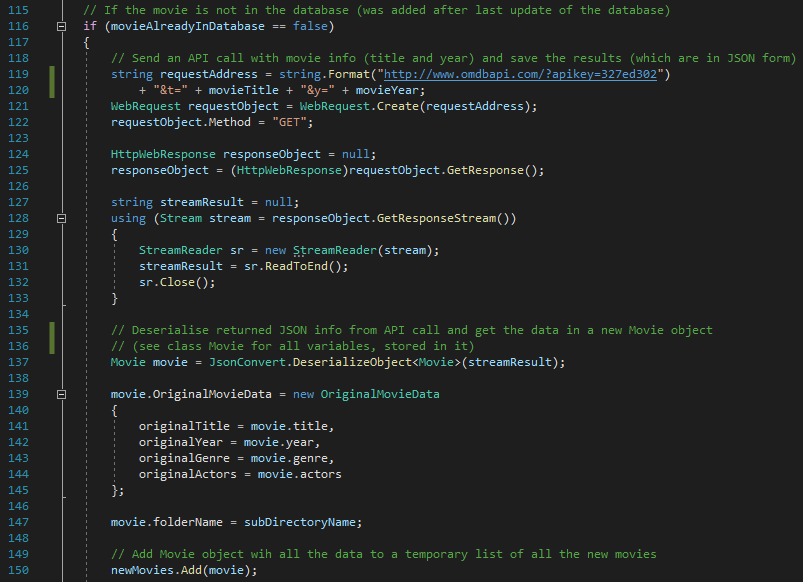 115 // If the movie is not in the database (was added after last update of the database)
116 if (movieAlreadyInDatabase == false)
117 {
118 // Send an API call with movie info (title and year) and save the results (which are in JSON form)
119 string requestAddress = string.Format("http://www.omdbapi.com/?apikey=327ed302")
120 + "&t=" + movieTitle + "&y=" + movieYear;
121 WebRequest requestObject = WebRequest.Create(requestAddress);
122 requestObject.Method = "GET";
123
124 HttpWebResponse responseObject = null;
125 responseObject = (HttpWebResponse)requestObject.GetResponse();
126
127 string streamResult = null;
128 using (Stream stream = responseObject.GetResponseStream())
129 {
130 StreamReader sr = new StreamReader(stream);
131 streamResult = sr.ReadToEnd();
132 sr.Close();
133 }
134
135 // Deserialise returned JSON info from API call and get the data in a new Movie object
136 // (see class Movie for all variables, stored in it)
137 Movie movie = JsonConvert.DeserializeObject<Movie>(streamResult);
138
139 movie.OriginalMovieData = new OriginalMovieData
140 {
141 originalTitle = movie.title,
142 originalYear = movie.year,
143 originalGenre = movie.genre,
144 originalActors = movie.actors
145 };
146
147 movie.folderName = subDirectoryName;
148
149 // Add Movie object wih all the data to a temporary list of all the new movies
150 newMovies.Add(movie);